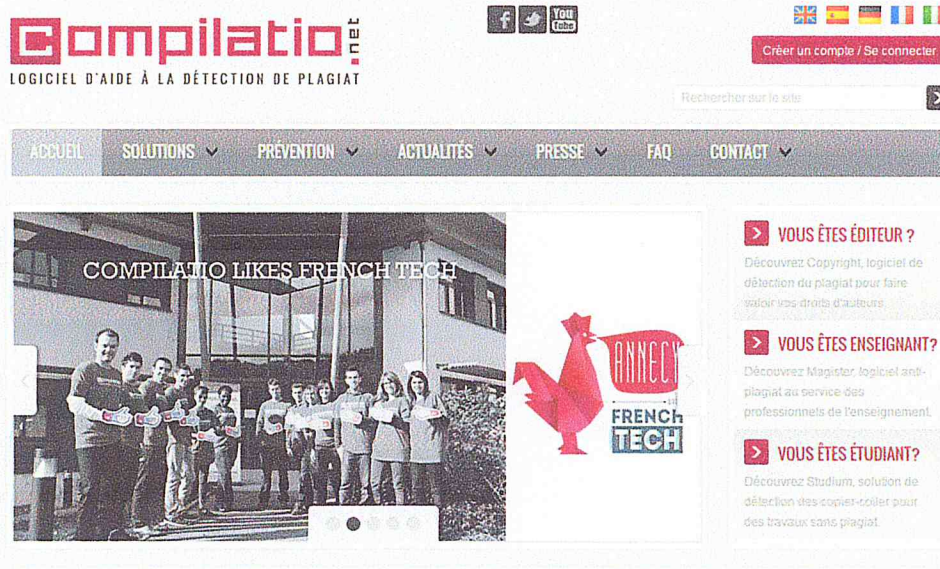 Compilatio.net
LOGICIEL D'AIDE À LA DÉTECTION DE PLAGIAT
f You Tube
Créer un compte / Se connecter
Rechercher sur le site
ACCUEIL SOLUTIONS PRÉVENTION ACTUALITÉS PRESSE FAQ CONTACT
COMPILATIO LIKES FRENCH TECH
ANNECY
FRENCH
TECH
VOUS ÊTES ÉDITEUR ?
Découvrez Copyright, logiciel de
détection du plagiat pour faire
valoir vos droits d'auteurs.
VOUS ÊTES ENSEIGNANT?
Découvrez Magister, logiciel anti-
plagiat au service des
professionnels de l'enseignement.
VOUS ÊTES ÉTUDIANT?
Découvrez Studium, solution de
détection des copier-coller pour
des travaux sans plagiat.